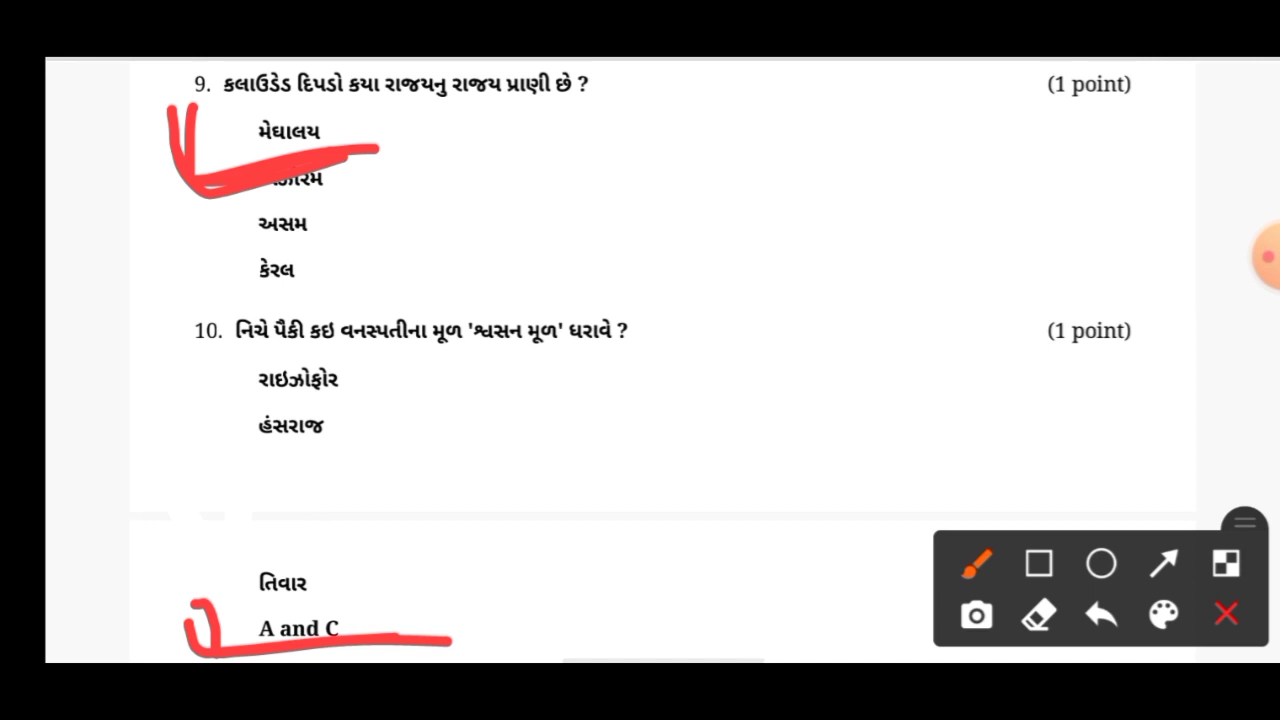 9. કલાઉડેડ દિપડો કયા રાજયનુ રાજય પ્રાણી છે ? (1 point)
મેઘાલય
અસમ
કેરલ
10. નિચે પૈકી કઇ વનસ્પતીના મૂળ 'શ્વસન મૂળ' ધરાવે ? (1 point)
રાઇઝોફોર
હંસરાજ
તિવાર
A and C